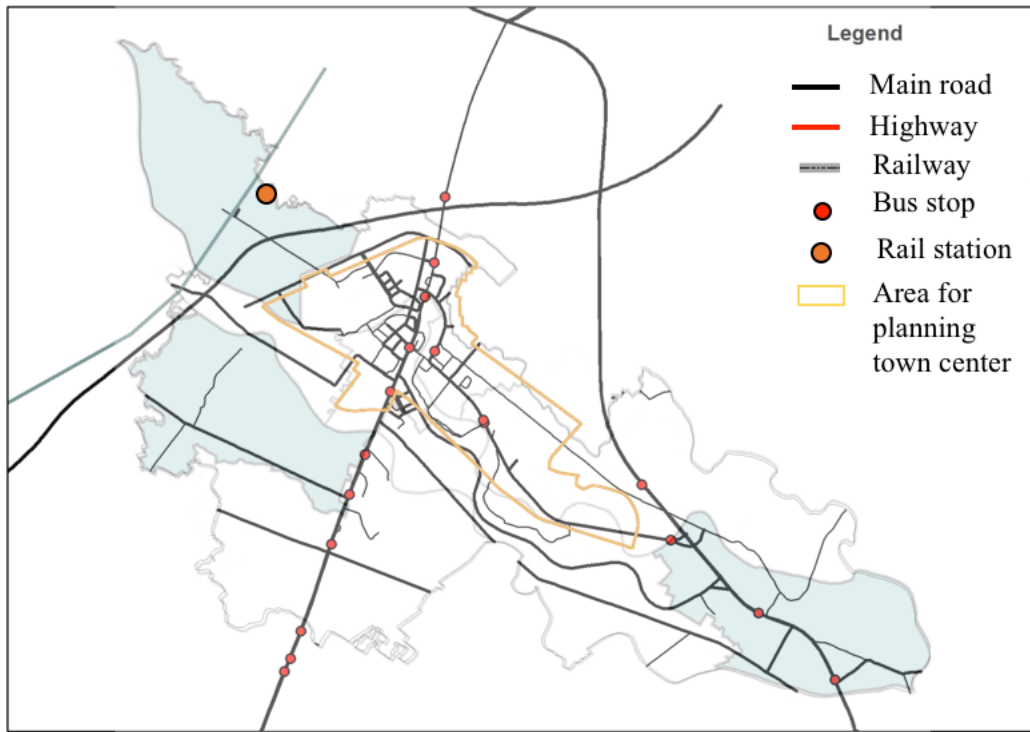 Legend
Main road
Highway
Railway
Bus stop
Rail station
Area for
planning
town center